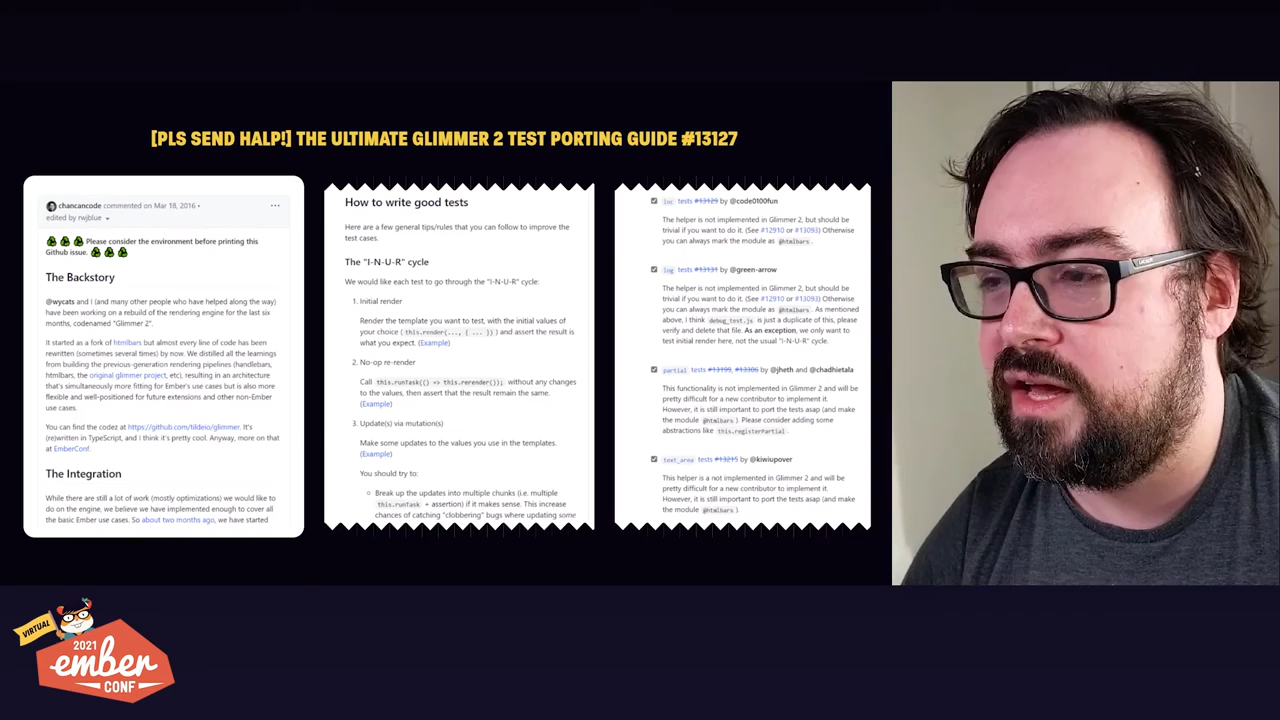 [PLS SEND HALP!] THE ULTIMATE GLIMMER 2 TEST PORTING GUIDE #13127
chancancode commented on Mar 18, 2016 •
edited by rwjblue
Please consider the environment before printing this
Github issue.
The Backstory
@wycats and I (and many other people who have helped along the way)
have been working on a rebuild of the rendering engine for the last six
months, codenamed "Glimmer 2".
It started as a fork of htmlbars but almost every line of code has been
rewritten (sometimes several times) by now. We distilled all the learnings
from building the previous-generation rendering pipelines (handlebars,
htmlbars, the original glimmer project, etc), resulting in an architecture
that's simultaneously more fitting for Ember's use cases but is also more
flexible and well-positioned for future extensions and other non-Ember
use cases.
You can find the codez at https://github.com/tildeio/glimmer. It's
(re)written in TypeScript, and I think it's pretty cool. Anyway, more on that
at EmberConf.
The Integration
While there are still a lot of work (mostly optimizations) we would like to
do on the engine, we believe we have implemented enough to cover all
the basic Ember use cases. So about two months ago, we have started
How to write good tests
Here are a few general tips/rules that you can follow to improve the
test cases.
The "I-N-U-R" cycle
We would like each test to go through the "I-N-U-R" cycle:
1. Initial render
Render the template you want to test, with the initial values of
your choice ( this.render(..., { ... }) ) and assert the result is
what you expect. (Example)
2. No-op re-render
Call this.runTask(() => this.rerender()); without any changes
to the values, then assert that the result remain the same.
(Example)
3. Update(s) via mutation(s)
Make some updates to the values you use in the templates.
(Example)
You should try to:
Break up the updates into multiple chunks (i.e. multiple
this.runTask + assertion) if it makes sense. This increase
chances of catching "clobbering" bugs where updating some
loc tests #13129 by @code0100fun
The helper is not implemented in Glimmer 2, but should be
trivial if you want to do it. (See #12910 or #13093) Otherwise
you can always mark the module as @htmlbars.
log tests #13131 by @green-arrow
The helper is not implemented in Glimmer 2, but should be
trivial if you want to do it. (See #12910 or #13093) Otherwise
you can always mark the module as @htmlbars. As mentioned
above, I think debug_test.js is just a duplicate of this, please
verify and delete that file. As an exception, we only want to
test initial render here, not the usual "I-N-U-R" cycle.
partial tests #13199, #13306 by @jheth and @chadhietala
This functionality is not implemented in Glimmer 2 and will be
pretty difficult for a new contributor to implement it.
However, it is still important to port the tests asap (and make
the module @htmlbars). Please consider adding some
abstractions like this.registerPartial.
text_area tests #13215 by @kiwiupover
This helper is a not implemented in Glimmer 2 and will be
pretty difficult for a new contributor to implement it.
However, it is still important to port the tests asap (and make
the module @htmlbars).
VIRTUAL
2021
ember
CONF